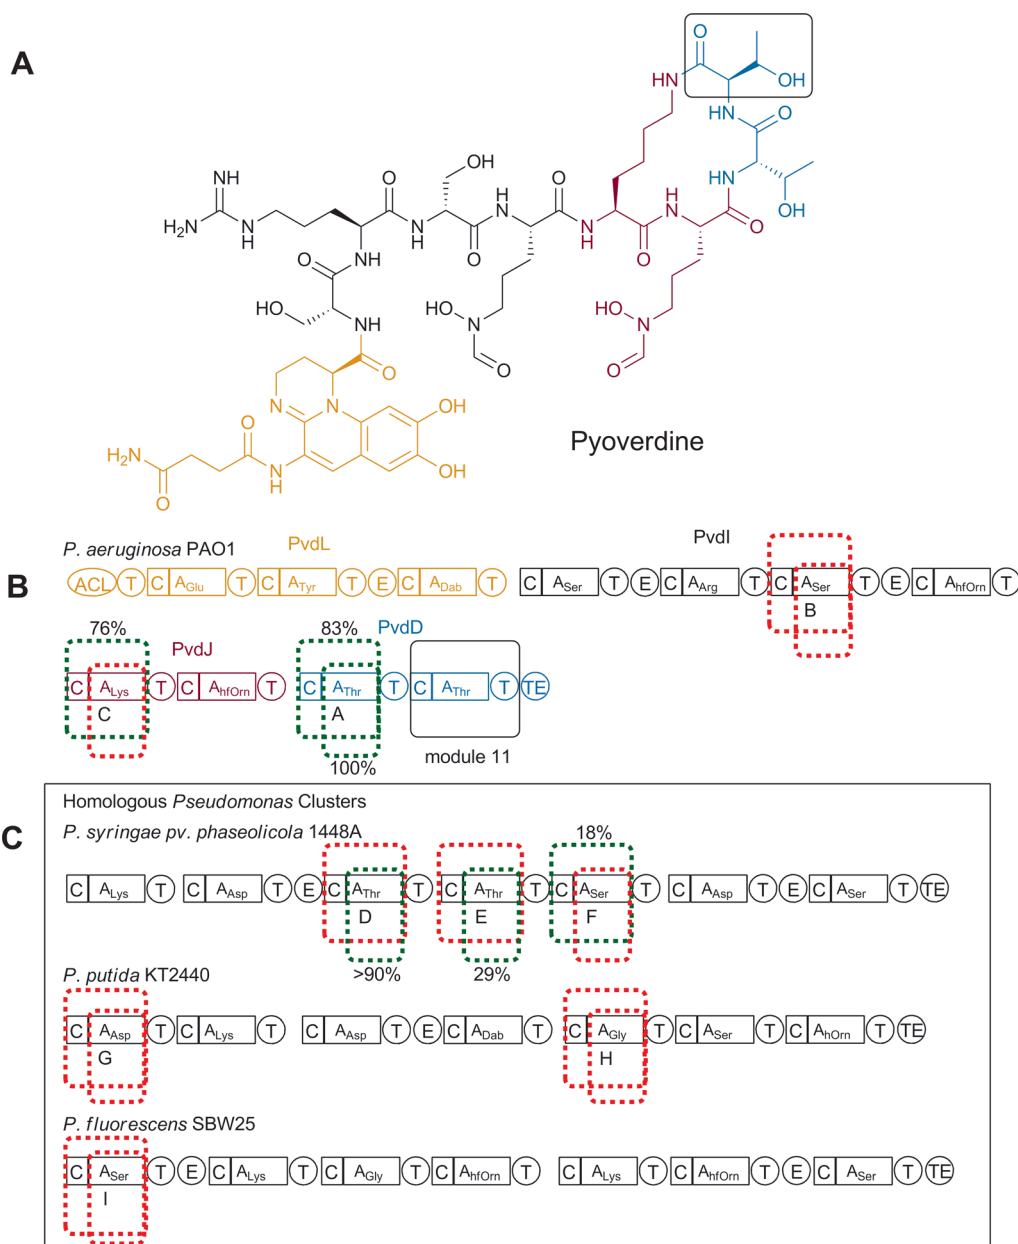 A
O
OH
HN
HN
O
HN
OH
O
NH
H2N
N
H
O
NH
O
N
H
OH
O
H
N
O
N
H
O
H
N
O
HO
NH
HO
N
O
HO
N
O
O
N
N
OH
OH
O
H2N
O
N
H
Pyoverdine
B
P. aeruginosa PAO1
PvdL
PvdI
ACL T C AGlu T C ATyr T E C ADab T C ASer T E C AArg T C ASer T E C AhfOrn T
B
76%
83%
PvdD
PvdJ
C ALys T C AhfOrn T C AThr T C AThr T TE
C
A
100%
module 11
C
Homologous Pseudomonas Clusters
P. syringae pv. phaseolicola 1448A
18%
C ALys T C AAsp T E C AThr T C AThr T C ASer T C AAsp T E C ASer T TE
D
E
F
>90%
29%
P. putida KT2440
C AAsp T C ALys T C AAsp T E C ADab T C AGly T C ASer T C AhOrn T TE
G
H
P. fluorescens SBW25
C ASer T E C ALys T C AGly T C AhfOrn T C ALys T C AhfOrn T E C ASer T TE
I